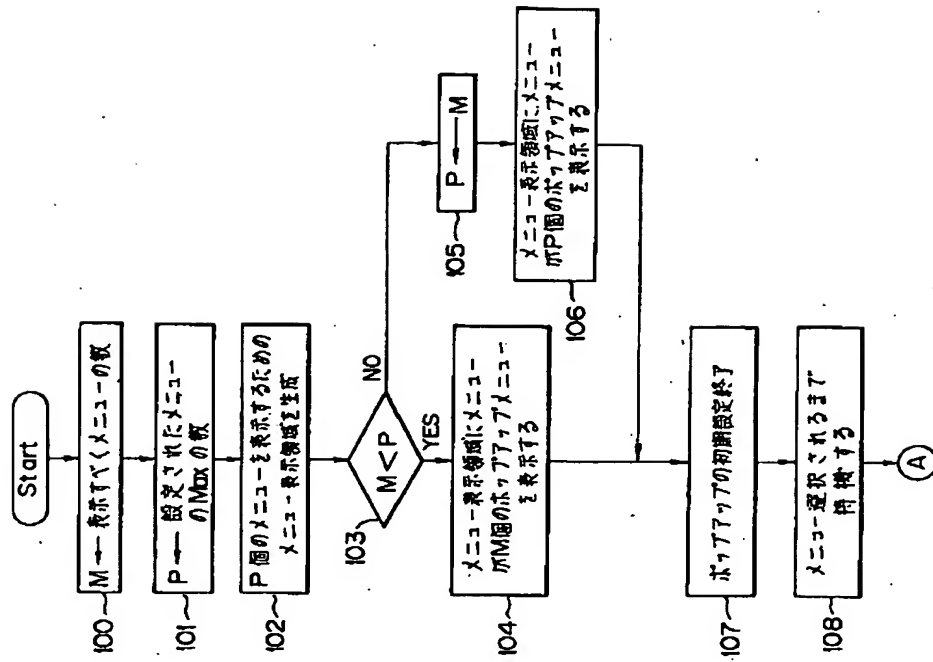 Start
100
M ← 表示すべくメニューの数
101
P ← 設定されたメニュー
のMaxの数
102
P個のメニューを表示するための
メニュー表示領域を生成
103
M < P
NO
YES
104
メニュー表示領域にメニュー
がM個のポップアップメニュー
を表示する
105
P ← M
106
メニュー表示領域にメニュー
がP個のポップアップメニュー
を表示する
107
ポップアップの初期設定終了
108
メニュー選択されるまで
待機する
A